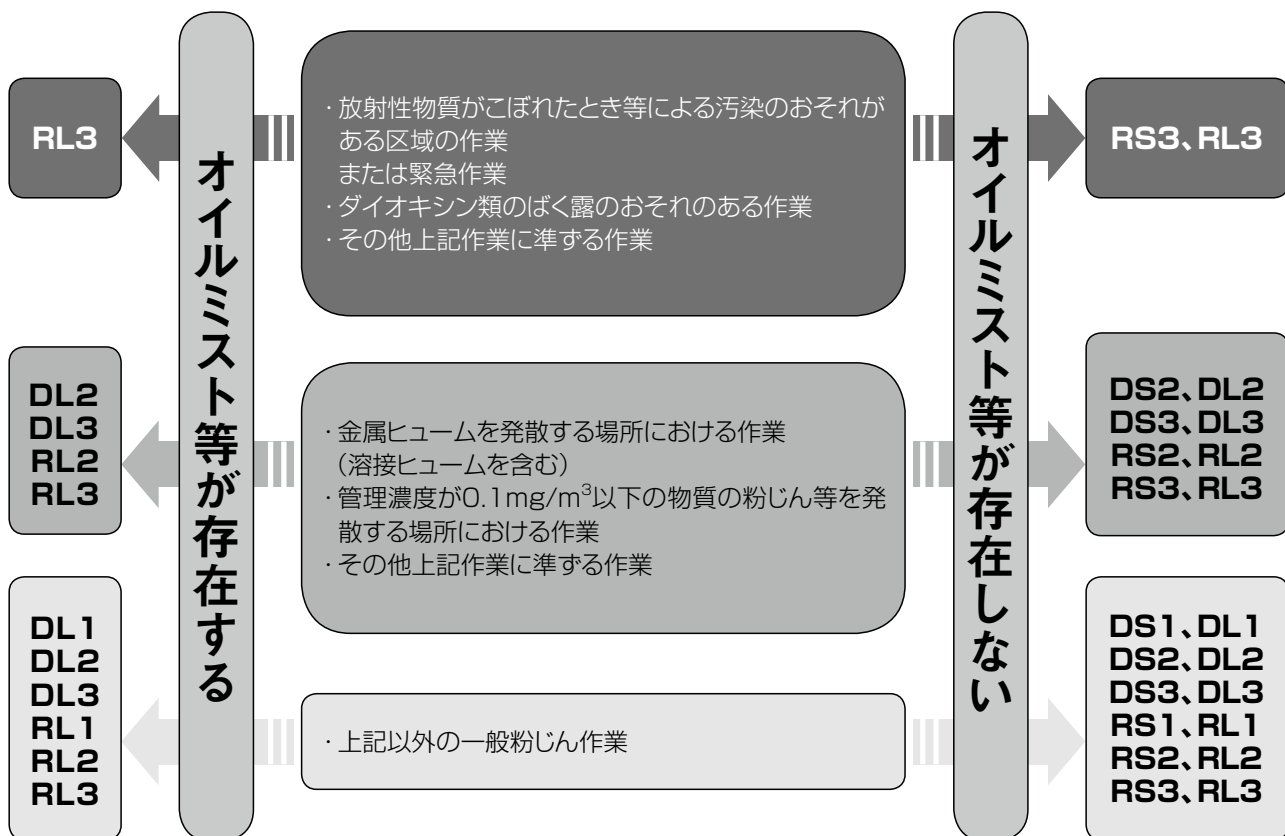 RL3
オイルミスト等が存在する
・放射性物質がこぼれたとき等による汚染のおそれが
ある区域の作業
または緊急作業
・ダイオキシン類のばく露のおそれのある作業
・その他上記作業に準ずる作業
オイルミスト等が存在しない
RS3、RL3
DL2
DL3
RL2
RL3
・金属ヒュームを発散する場所における作業
（溶接ヒュームを含む）
・管理濃度が0.1mg/m³以下の物質の粉じん等を発
散する場所における作業
・その他上記作業に準ずる作業
DS2、DL2
DS3、DL3
RS2、RL2
RS3、RL3
DL1
DL2
DL3
RL1
RL2
RL3
・上記以外の一般粉じん作業
DS1、DL1
DS2、DL2
DS3、DL3
RS1、RL1
RS2、RL2
RS3、RL3